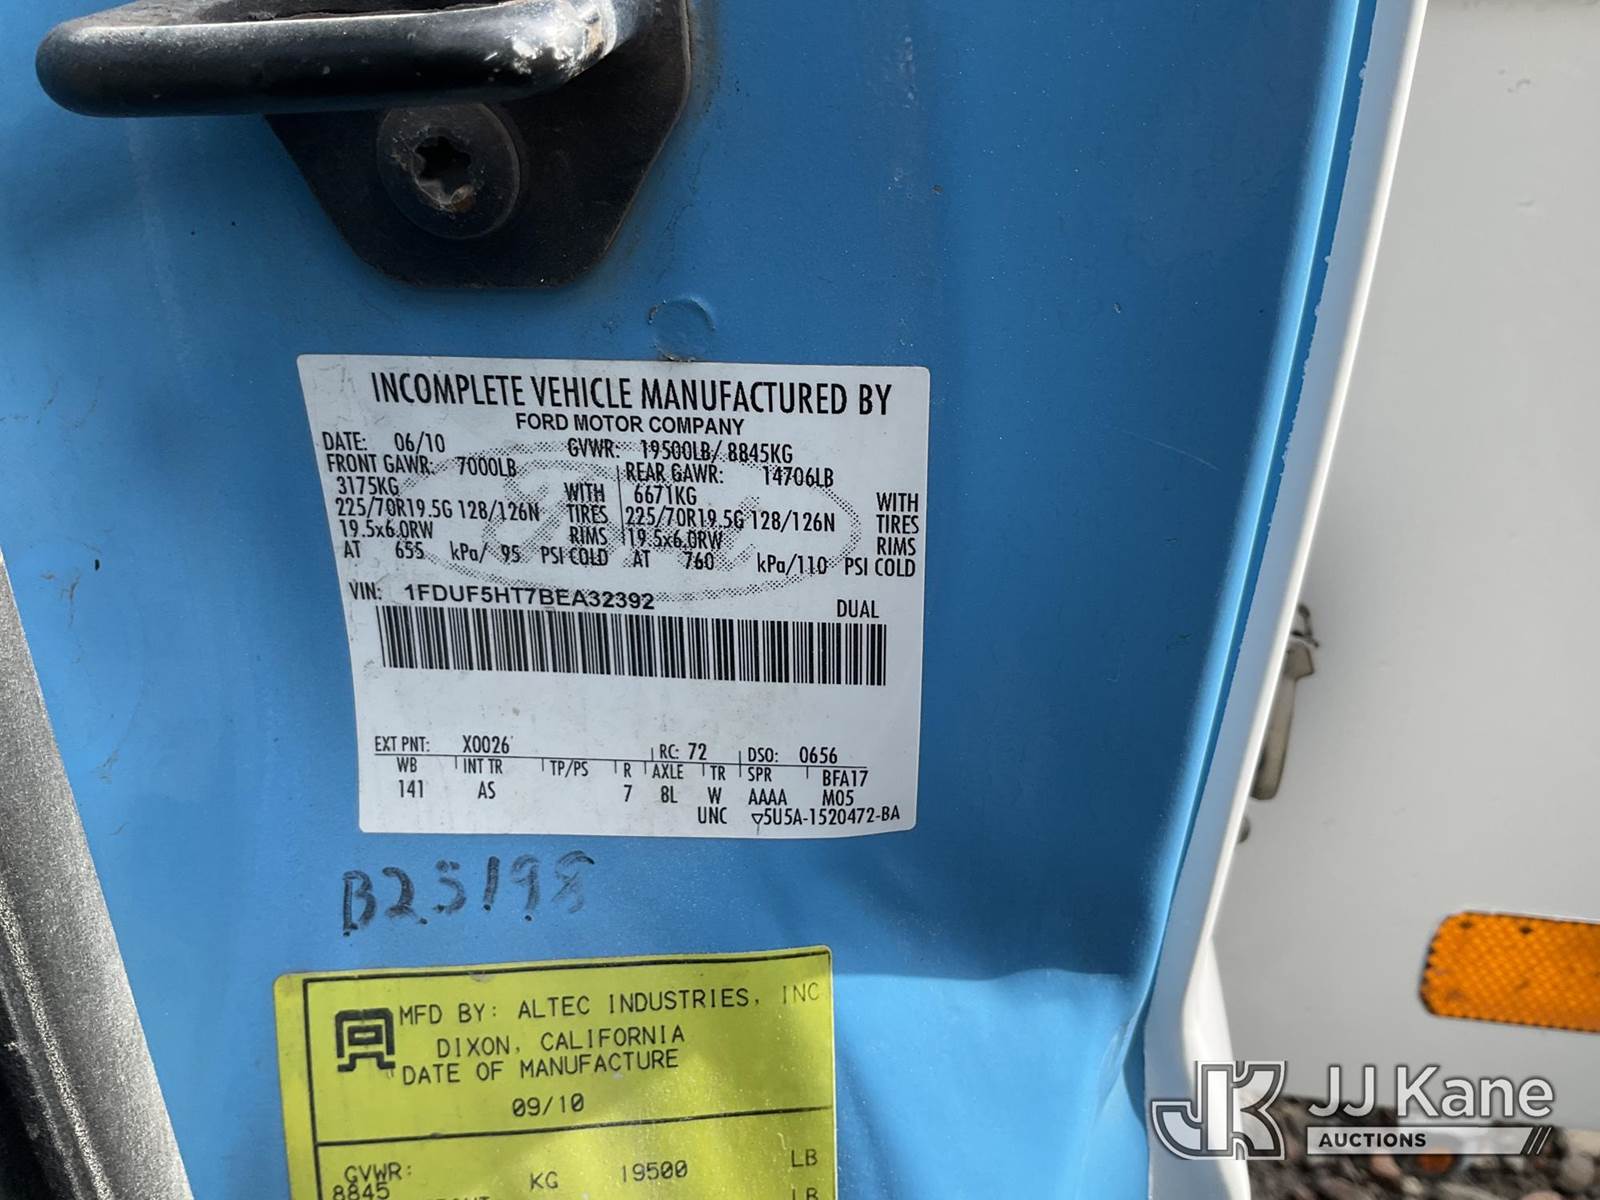 INCOMPLETE VEHICLE MANUFACTURED BY
FORD MOTOR COMPANY
DATE: 06/10 GVWR: 19500LB/ 8845KG
FRONT GAWR: 7000LB REAR GAWR: 14706LB
3175KG WITH 6671KG WITH
225/70R19.5G 128/126N TIRES 225/70R19.5G 128/126N TIRES
19.5x6.0RW RIMS 19.5x6.0RW RIMS
AT 655 kPa/ 95 PSI COLD AT 760 kPa/110 PSI COLD
VIN: 1FDUF5HT7BEA32392 DUAL
EXT PNT: X0026 RC: 72 DSO: 0656
WB INT TR TP/PS R AXLE TR SPR BFA17
141 AS 7 8L W AAAA M05
UNC ▽5U5A-1520472-BA
B25198
MFD BY: ALTEC INDUSTRIES, INC
DIXON, CALIFORNIA
DATE OF MANUFACTURE
09/10
GVWR: LB
8845 KG 19500
LB
JK JJ Kane
AUCTIONS